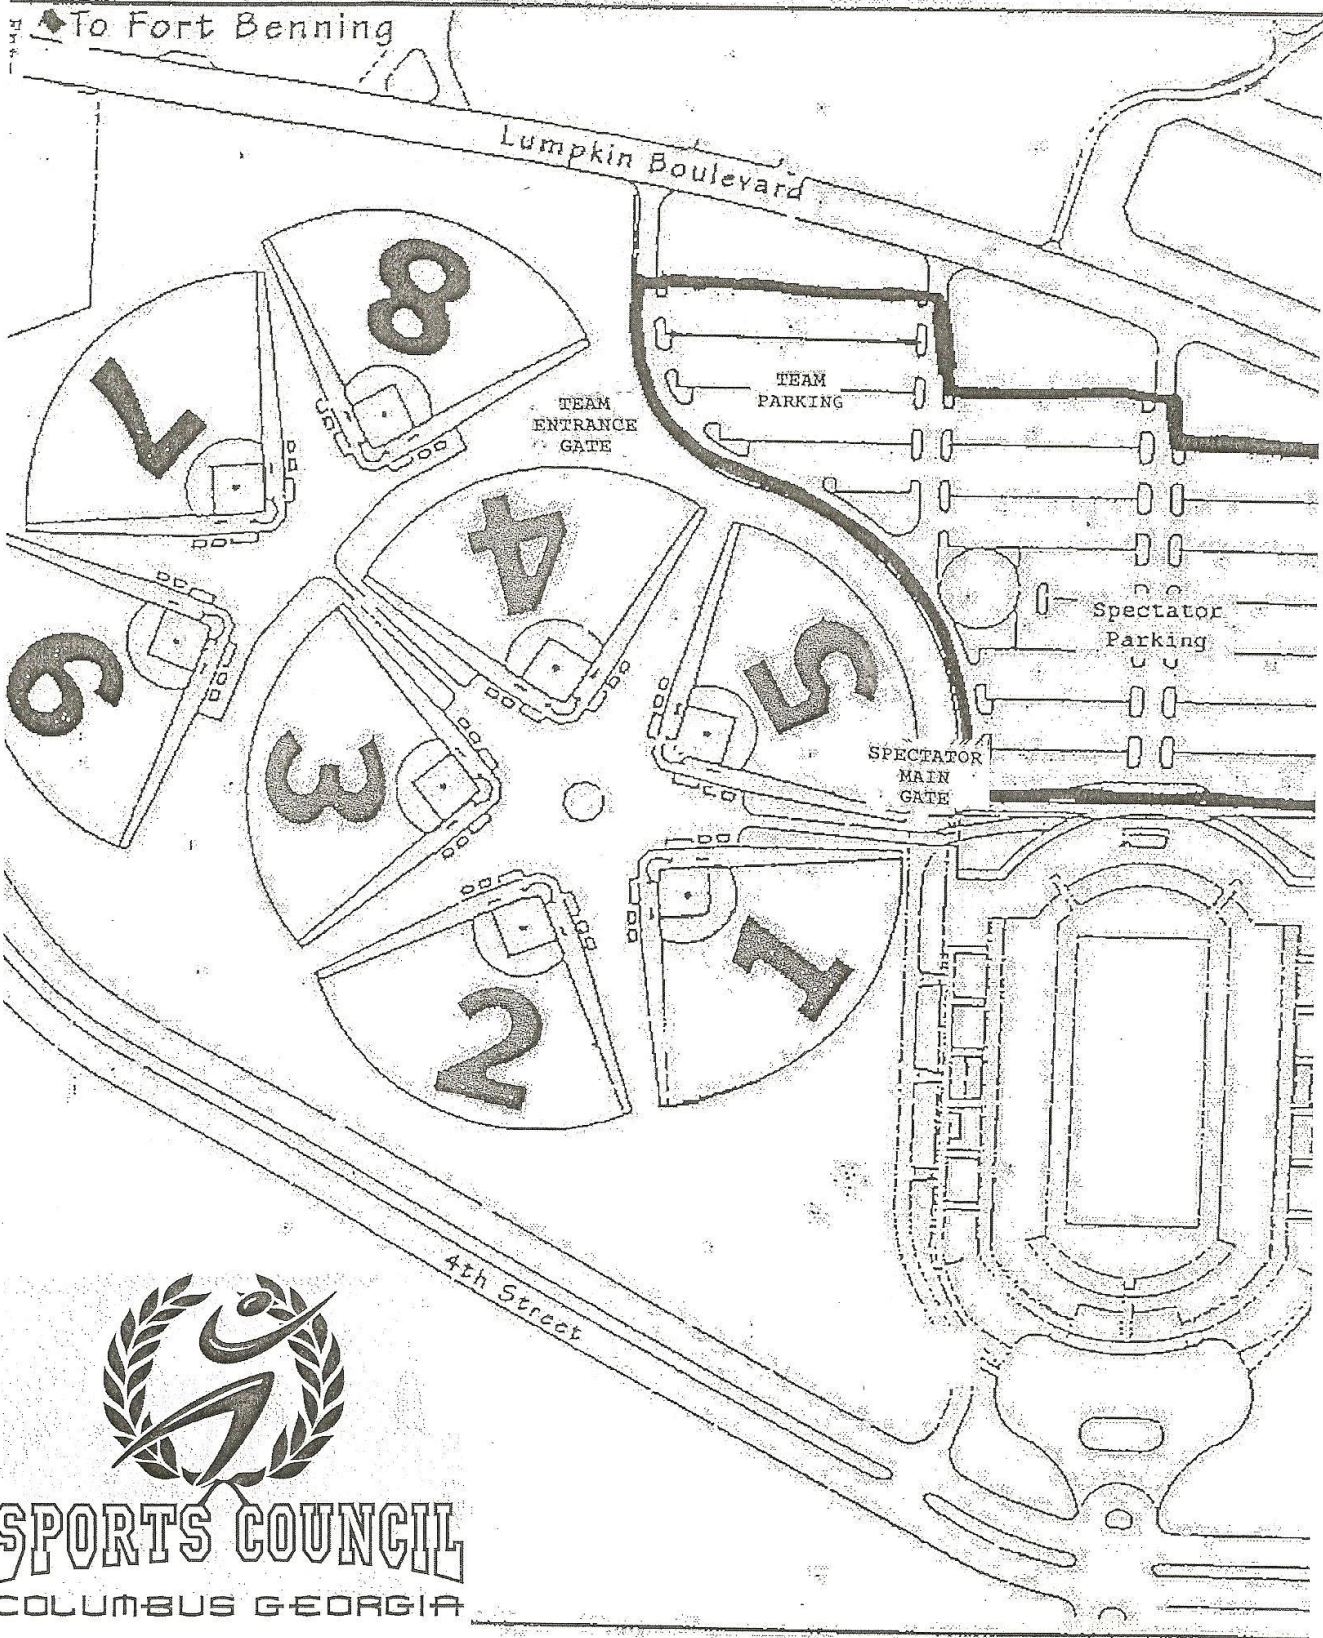 To Fort Benning
Lumpkin Boulevard
8
7
TEAM
PARKING
TEAM
ENTRANCE
GATE
4
Spectator
Parking
5
6
3
SPECTATOR
MAIN
GATE
1
2
4th Street
SPORTS COUNCIL
COLUMBUS GEORGIA